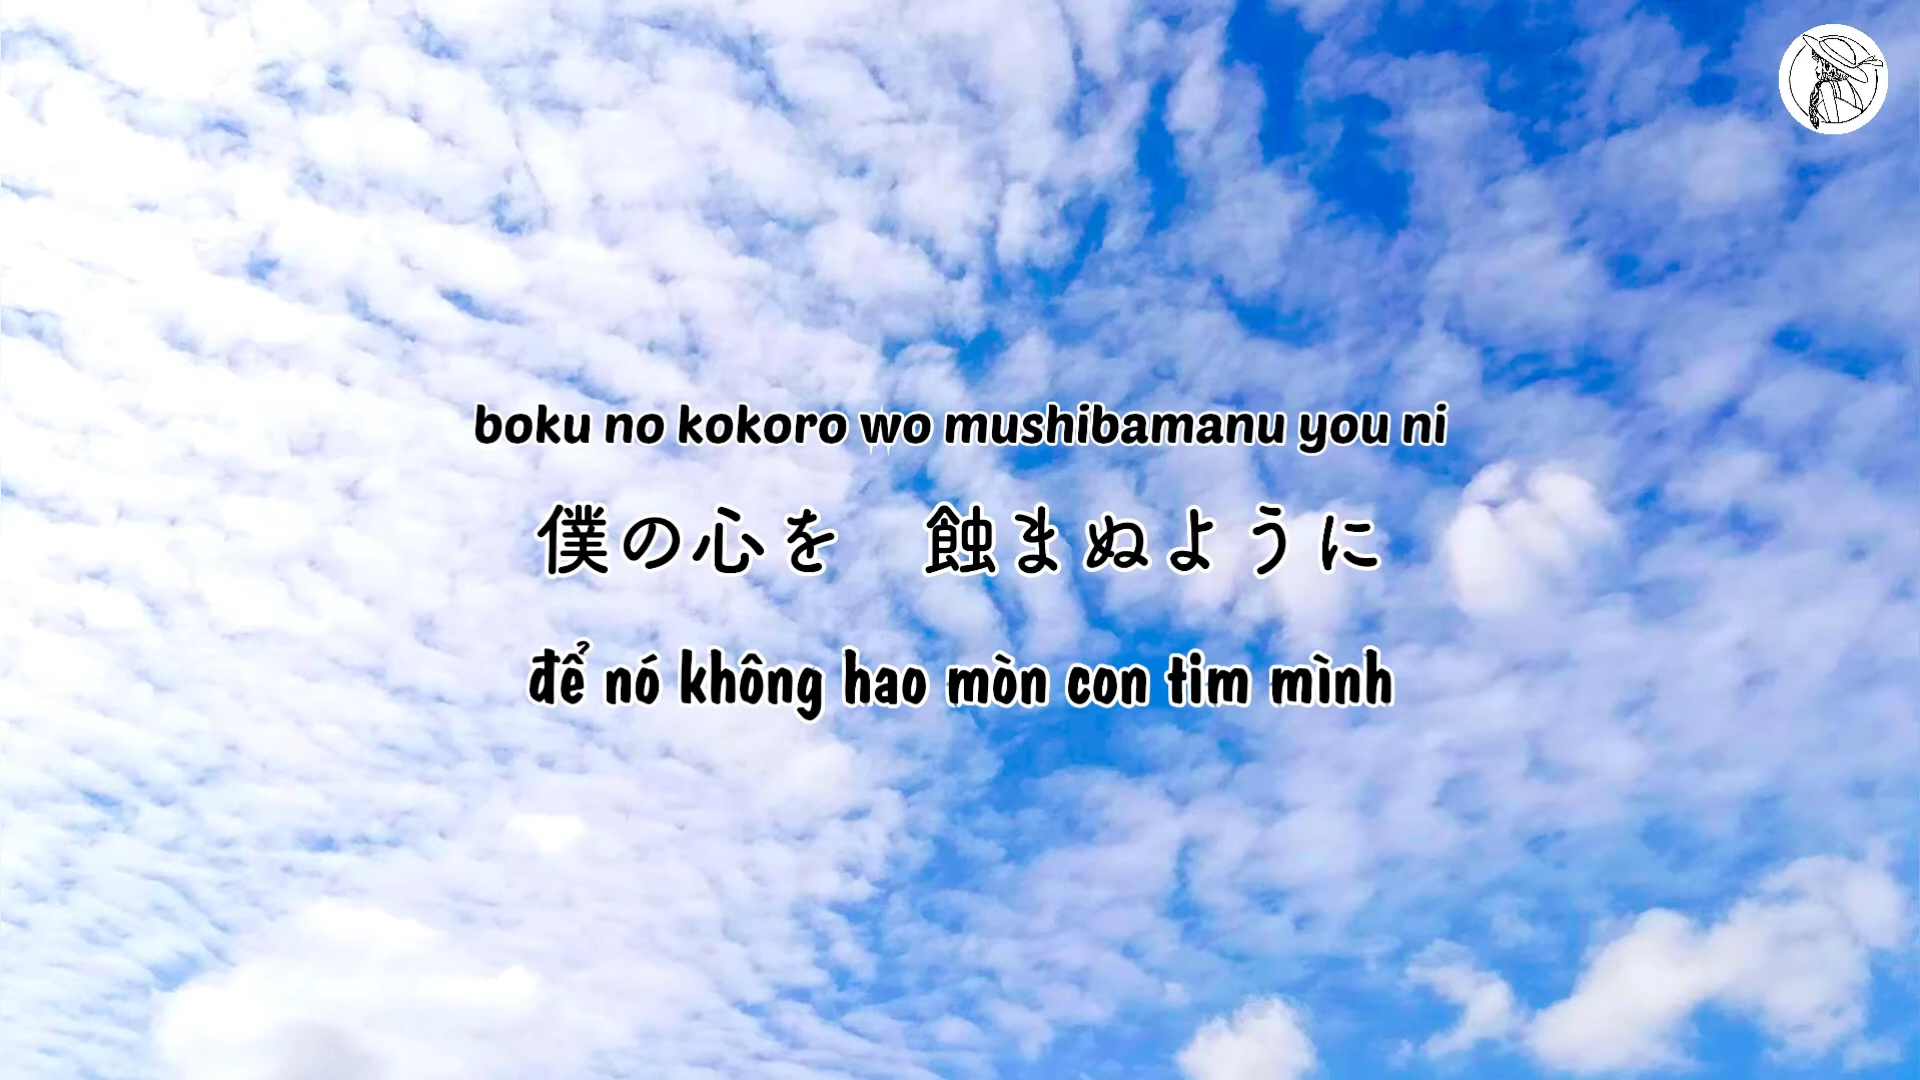 boku no kokoro wo mushibamanu you ni
僕の心を　蝕まぬように
để nó không hao mòn con tim mình